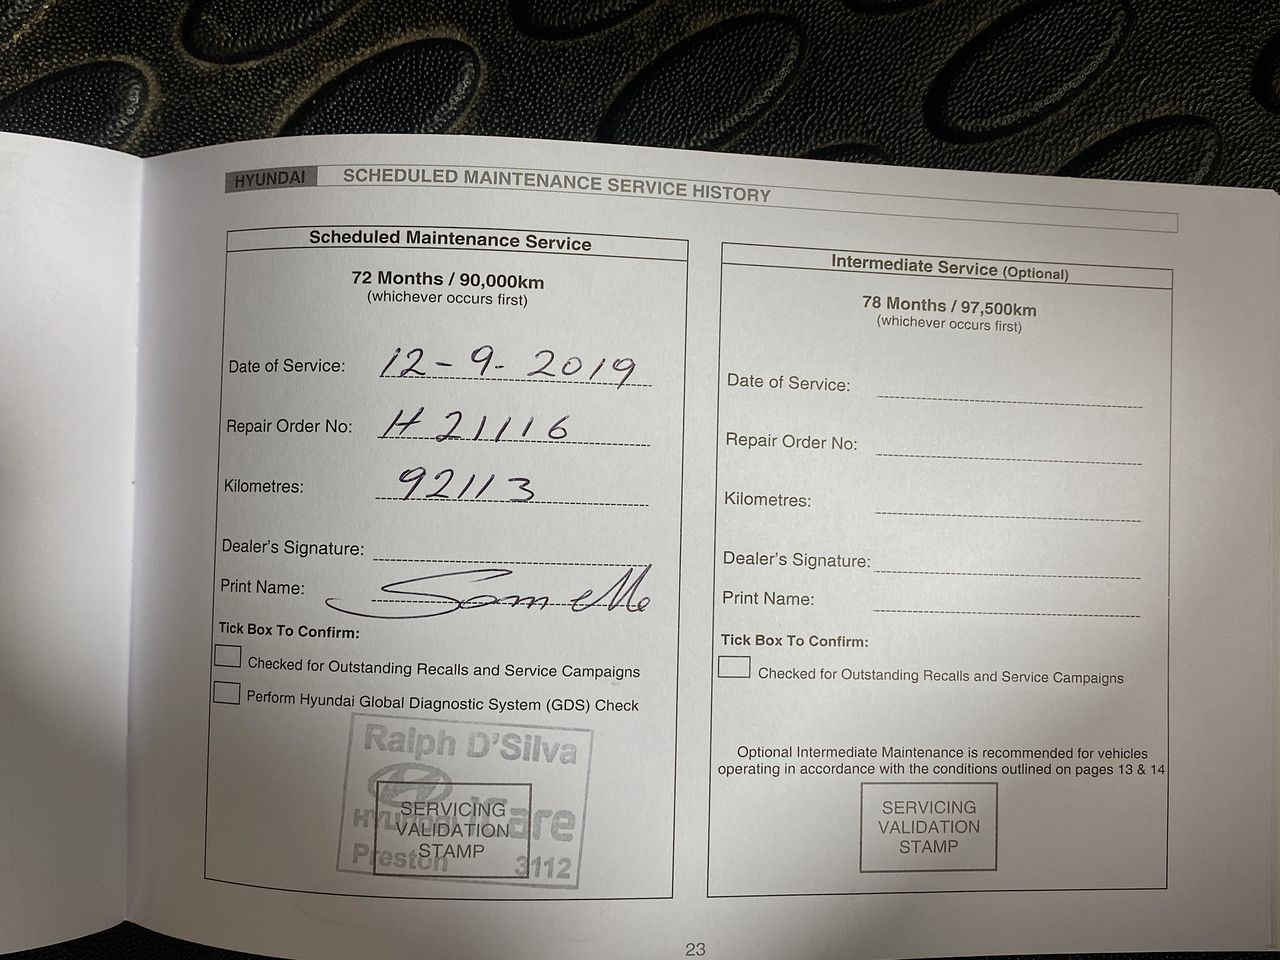 HYUNDAI SCHEDULED MAINTENANCE SERVICE HISTORY
Scheduled Maintenance Service
72 Months / 90,000km
(whichever occurs first)
Date of Service: 12-9-2019
Repair Order No: H21116
Kilometres: 92113
Dealer's Signature:
Print Name:
Tick Box To Confirm:
Checked for Outstanding Recalls and Service Campaigns
Perform Hyundai Global Diagnostic System (GDS) Check
Ralph D'Silva
HYUNDAI iCare
Preston 3112
SERVICING
VALIDATION
STAMP
Intermediate Service (Optional)
78 Months / 97,500km
(whichever occurs first)
Date of Service:
Repair Order No:
Kilometres:
Dealer's Signature:
Print Name:
Tick Box To Confirm:
Checked for Outstanding Recalls and Service Campaigns
Optional Intermediate Maintenance is recommended for vehicles
operating in accordance with the conditions outlined on pages 13 & 14
SERVICING
VALIDATION
STAMP
23